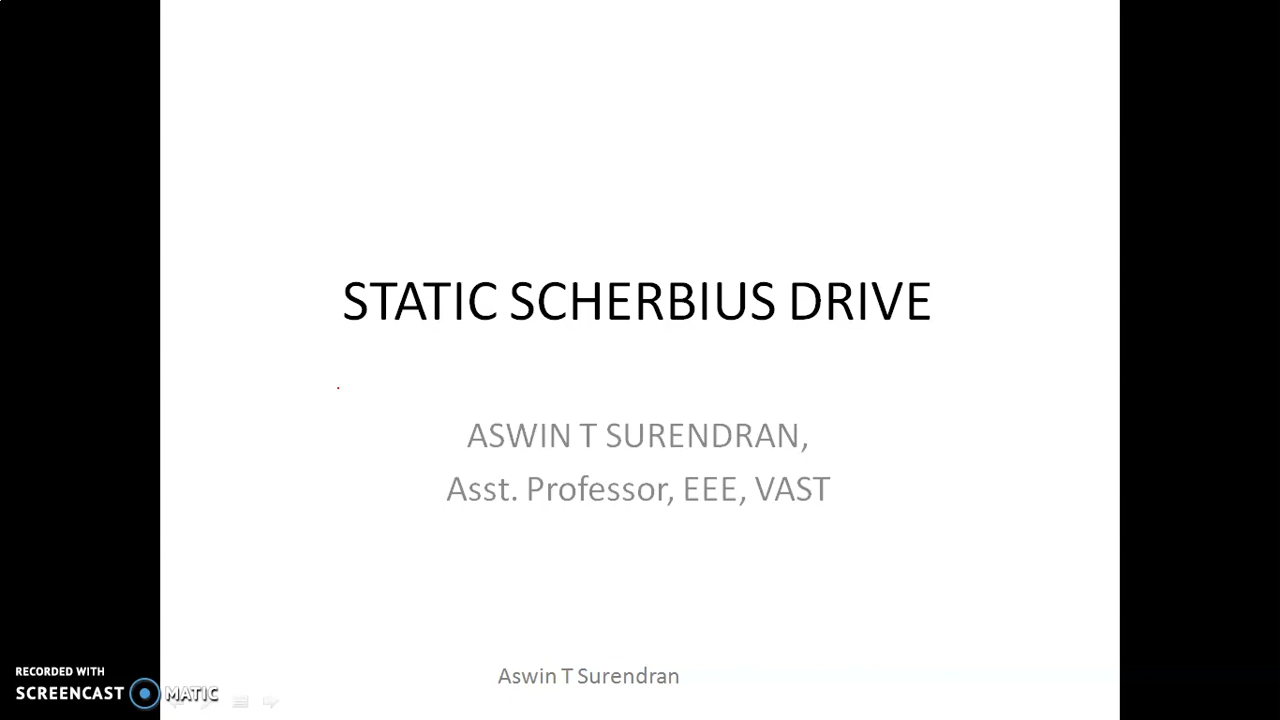 STATIC SCHERBIUS DRIVE
ASWIN T SURENDRAN,
Asst. Professor, EEE, VAST
Aswin T Surendran
RECORDED WITH
SCREENCAST MATIC